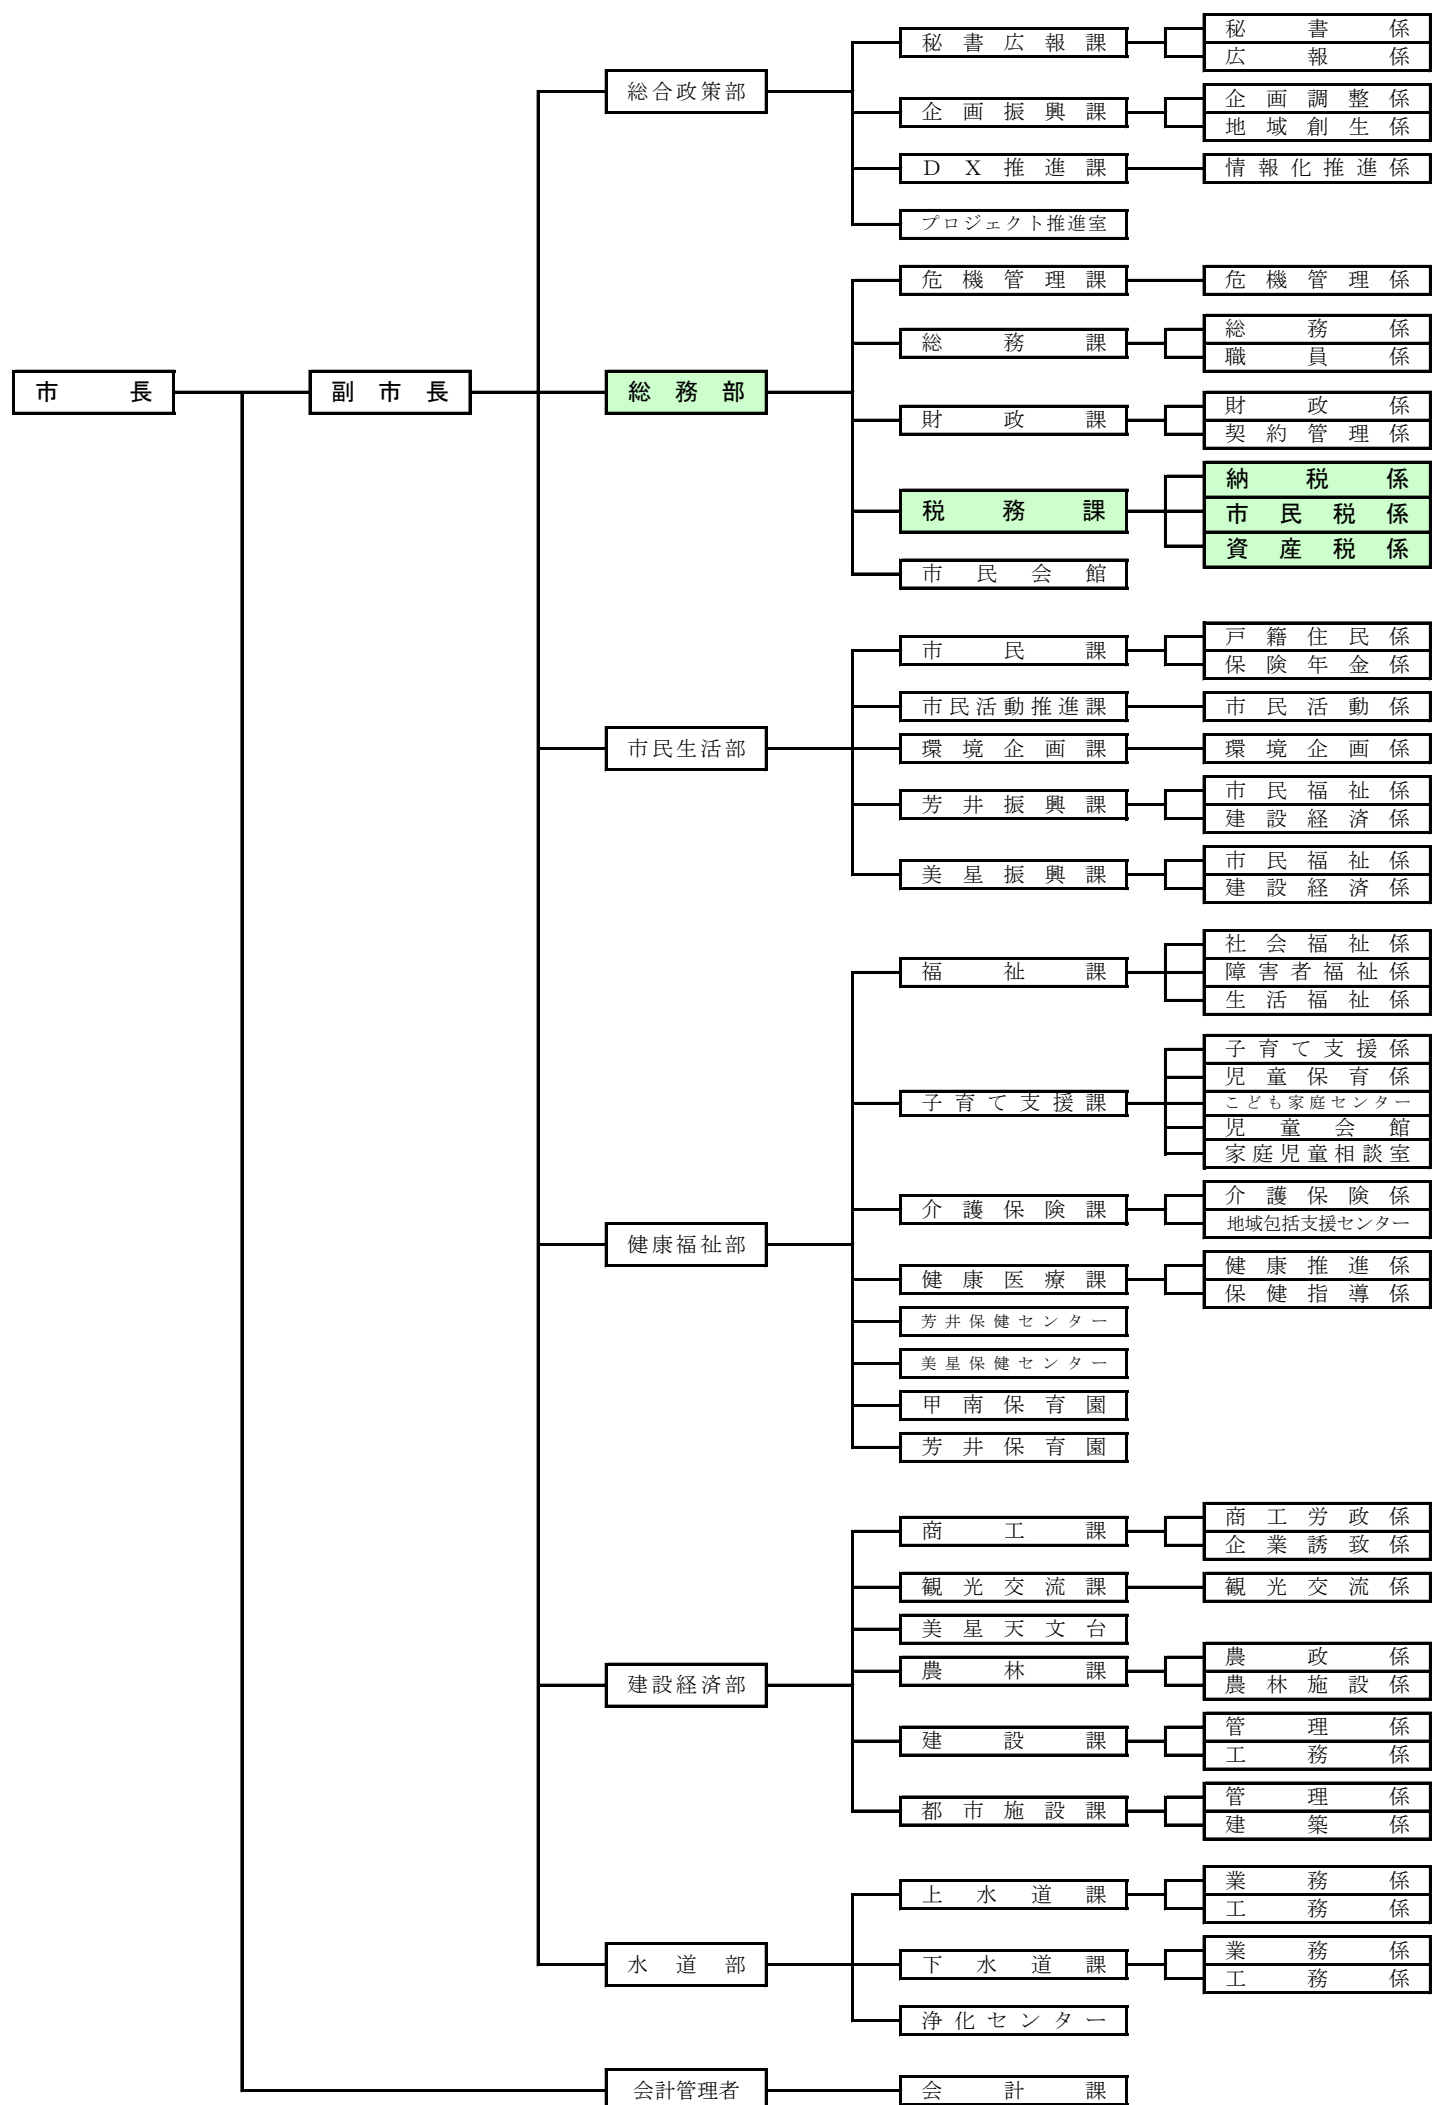 市長
副市長
総合政策部
秘書広報課
秘書係
広報係
企画振興課
企画調整係
地域創生係
DX推進課
情報化推進係
プロジェクト推進室
総務部
危機管理課
危機管理係
総務課
総務係
職員係
財政課
財政係
契約管理係
税務課
納税係
市民税係
資産税係
市民会館
市民生活部
市民課
戸籍住民係
保険年金係
市民活動推進課
市民活動係
環境企画課
環境企画係
芳井振興課
市民福祉係
建設経済係
美星振興課
市民福祉係
建設経済係
健康福祉部
福祉課
社会福祉係
障害者福祉係
生活福祉係
子育て支援課
子育て支援係
児童保育係
こども家庭センター
児童会館
家庭児童相談室
介護保険課
介護保険係
地域包括支援センター
健康医療課
健康推進係
保健指導係
芳井保健センター
美星保健センター
甲南保育園
芳井保育園
建設経済部
商工課
商工労政係
企業誘致係
観光交流課
観光交流係
美星天文台
農林課
農政係
農林施設係
建設課
管理係
工務係
都市施設課
管理係
建築係
水道部
上水道課
業務係
工務係
下水道課
業務係
工務係
浄化センター
会計管理者
会計課